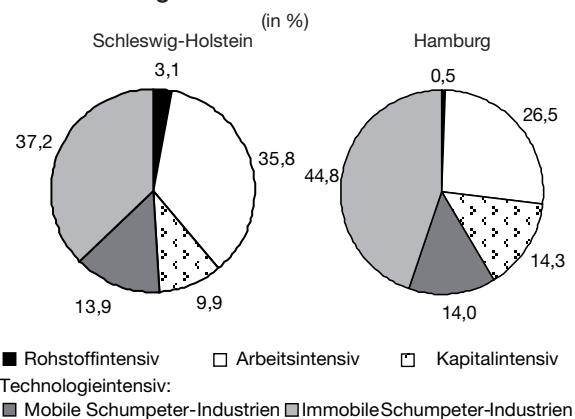 (in %)
Schleswig-Holstein Hamburg
3,1 0,5
37,2 35,8 44,8 26,5
13,9 9,9 14,0 14,3
Rohstoffintensiv Arbeitsintensiv Kapitalintensiv
Technologieintensiv:
Mobile Schumpeter-Industrien Immobile Schumpeter-Industrien